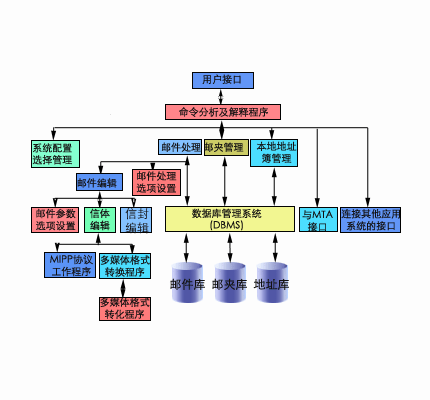 用户接口
命令分析及解释程序
系统配置
选择管理
邮件处理
邮夹管理
本地地址
簿管理
邮件编辑
邮件处理
选项设置
邮件参数
选项设置
信体
编辑
信封
编辑
数据库管理系统
(DBMS)
与MTA
接口
连接其他应用
系统的接口
MIPP协议
工作程序
多媒体格式
转换程序
邮件库
邮夹库
地址库
多媒体格式
转化程序